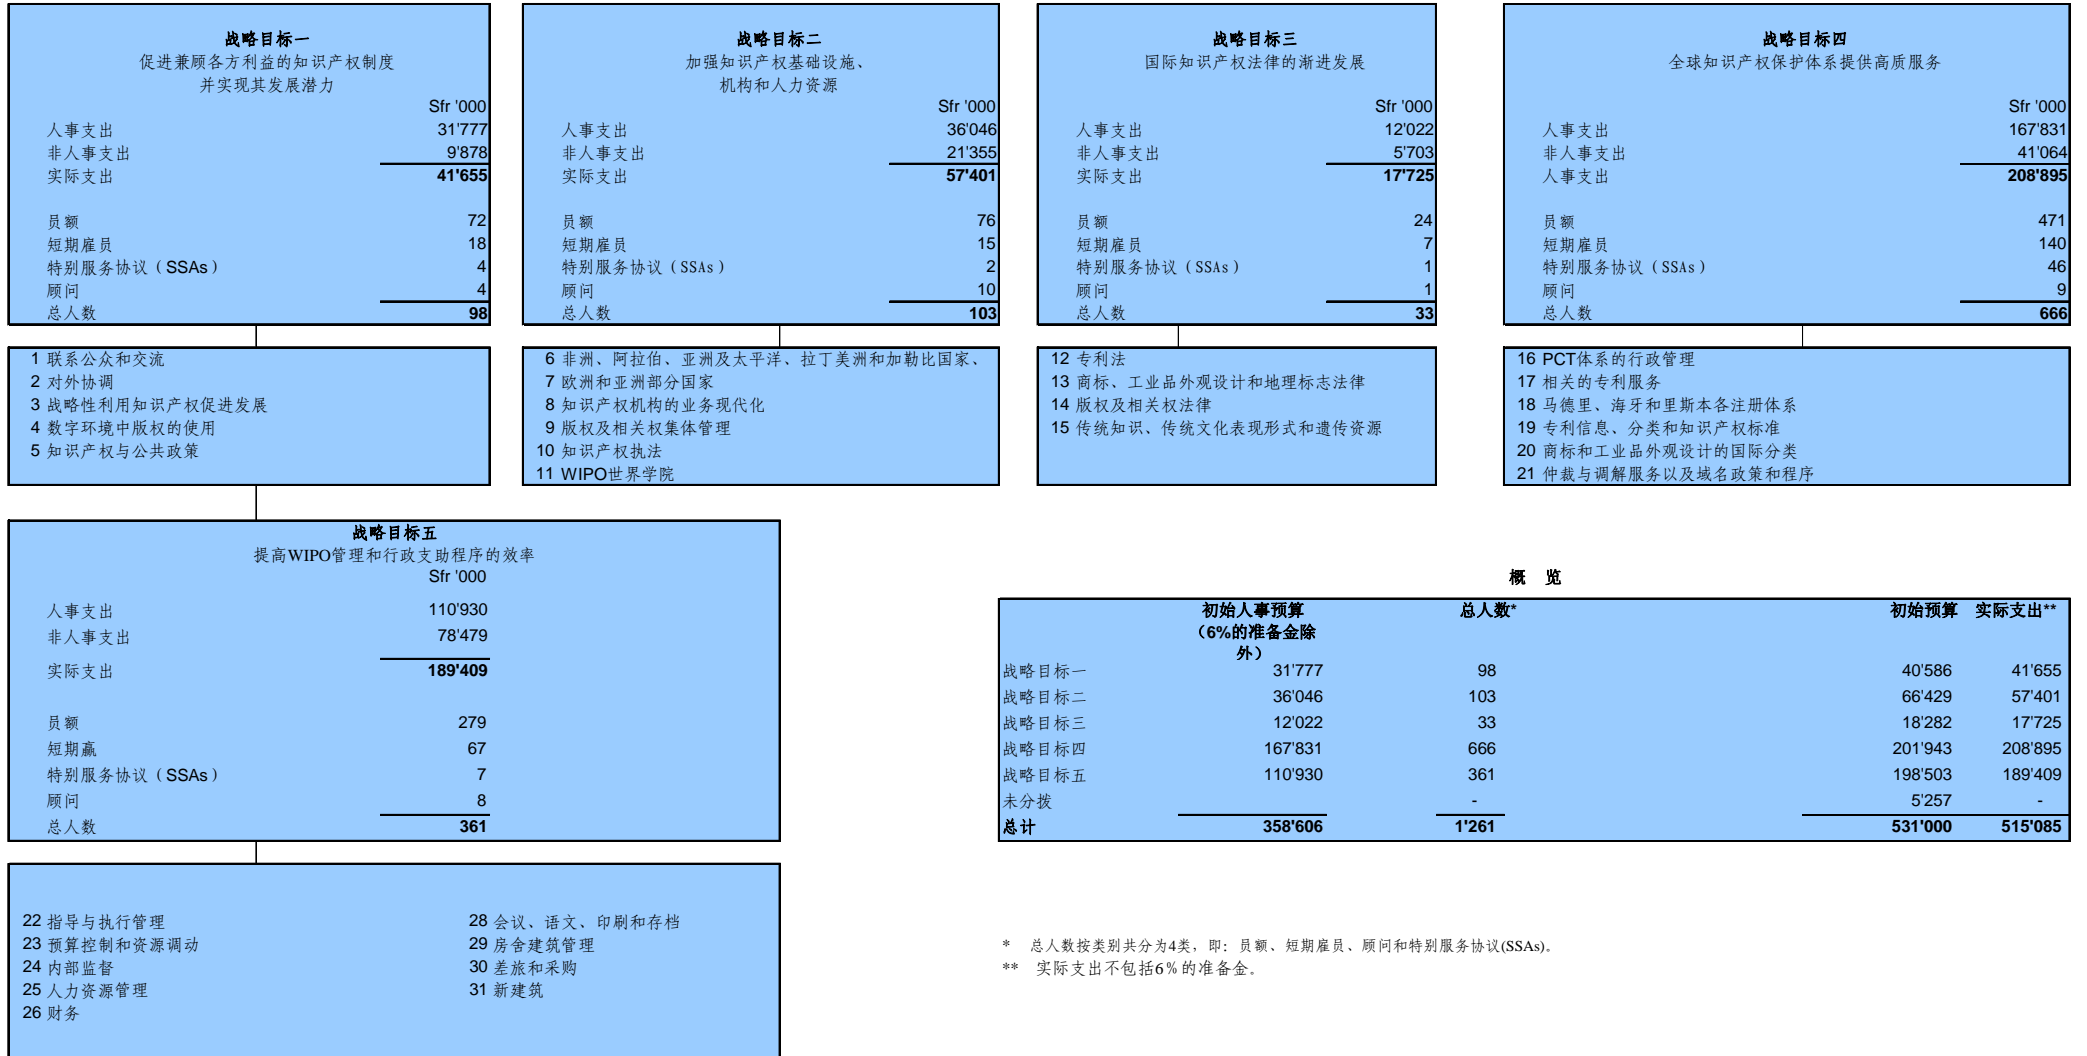 战略目标一
促进兼顾各方利益的知识产权制度
并实现其发展潜力
Sfr '000
人事支出 31'777
非人事支出 9'878
实际支出 41'655
员额 72
短期雇员 18
特别服务协议（SSAs） 4
顾问 4
总人数 98
1 联系公众和交流
2 对外协调
3 战略性利用知识产权促进发展
4 数字环境中版权的使用
5 知识产权与公共政策
战略目标二
加强知识产权基础设施、
机构和人力资源
Sfr '000
人事支出 36'046
非人事支出 21'355
实际支出 57'401
员额 76
短期雇员 15
特别服务协议（SSAs） 2
顾问 10
总人数 103
6 非洲、阿拉伯、亚洲及太平洋、拉丁美洲和加勒比国家、
7 欧洲和亚洲部分国家
8 知识产权机构的业务现代化
9 版权及相关权集体管理
10 知识产权执法
11 WIPO世界学院
战略目标三
国际知识产权法律的渐进发展
Sfr '000
人事支出 12'022
非人事支出 5'703
实际支出 17'725
员额 24
短期雇员 7
特别服务协议（SSAs） 1
顾问 1
总人数 33
12 专利法
13 商标、工业品外观设计和地理标志法律
14 版权及相关权法律
15 传统知识、传统文化表现形式和遗传资源
战略目标四
全球知识产权保护体系提供高质服务
Sfr '000
人事支出 167'831
非人事支出 41'064
人事支出 208'895
员额 471
短期雇员 140
特别服务协议（SSAs） 46
顾问 9
总人数 666
16 PCT体系的行政管理
17 相关的专利服务
18 马德里、海牙和里斯本各注册体系
19 专利信息、分类和知识产权标准
20 商标和工业品外观设计的国际分类
21 仲裁与调解服务以及域名政策和程序
战略目标五
提高WIPO管理和行政支助程序的效率
Sfr '000
人事支出 110'930
非人事支出 78'479
实际支出 189'409
员额 279
短期赢 67
特别服务协议（SSAs） 7
顾问 8
总人数 361
22 指导与执行管理
23 预算控制和资源调动
24 内部监督
25 人力资源管理
26 财务
28 会议、语文、印刷和存档
29 房舍建筑管理
30 差旅和采购
31 新建筑
概 览
初始人事预算 总人数* 初始预算 实际支出**
（6%的准备金除
外）
战略目标一 31'777 98 40'586 41'655
战略目标二 36'046 103 66'429 57'401
战略目标三 12'022 33 18'282 17'725
战略目标四 167'831 666 201'943 208'895
战略目标五 110'930 361 198'503 189'409
未分拨 - 5'257 -
总计 358'606 1'261 531'000 515'085
* 总人数按类别共分为4类，即：员额、短期雇员、顾问和特别服务协议(SSAs)。
** 实际支出不包括6%的准备金。